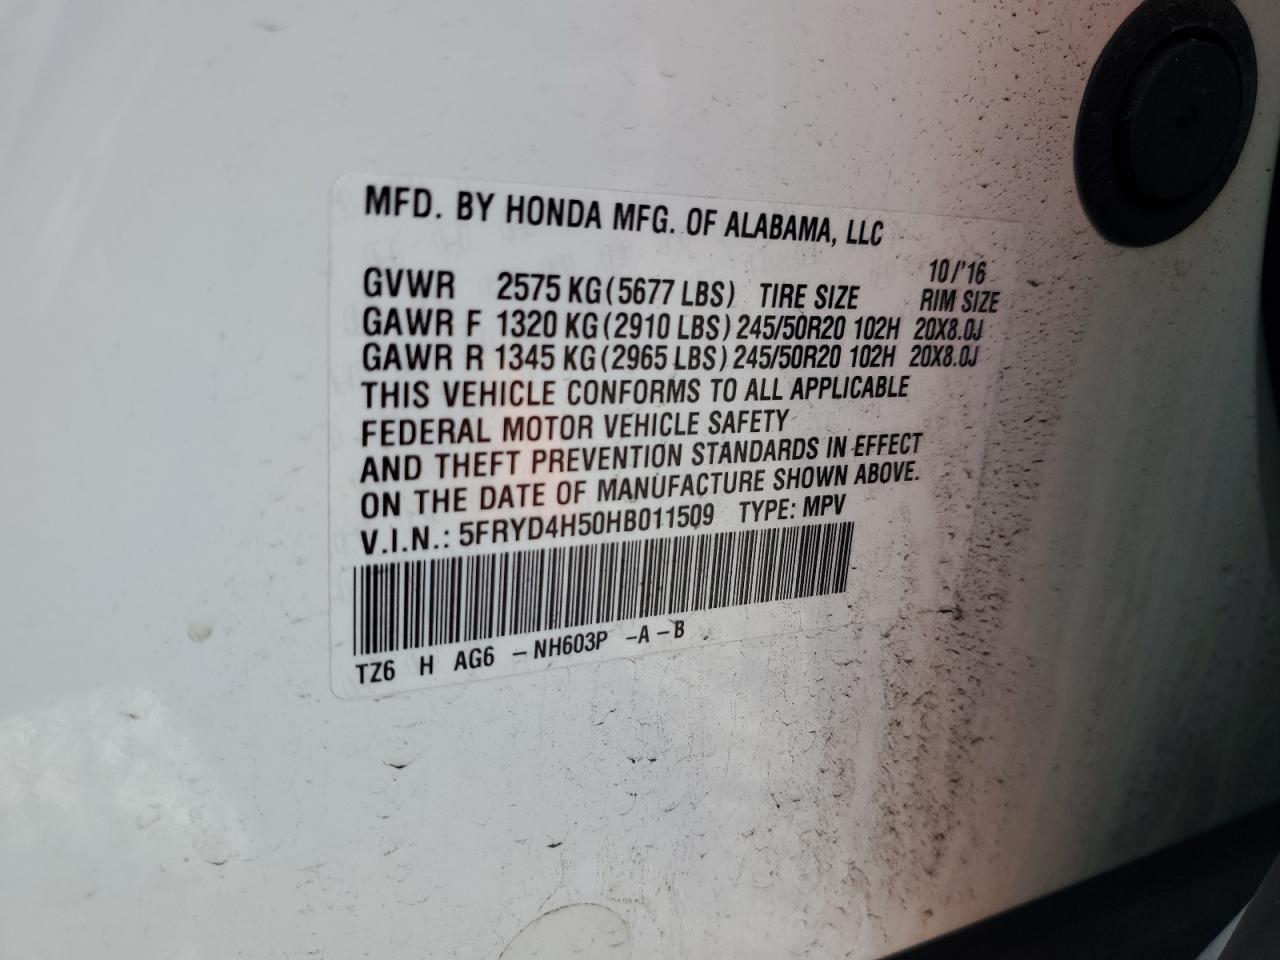 MFD. BY HONDA MFG. OF ALABAMA, LLC
10/'16
GVWR 2575 KG (5677 LBS) TIRE SIZE RIM SIZE
GAWR F 1320 KG (2910 LBS) 245/50R20 102H 20X8.0J
GAWR R 1345 KG (2965 LBS) 245/50R20 102H 20X8.0J
THIS VEHICLE CONFORMS TO ALL APPLICABLE
FEDERAL MOTOR VEHICLE SAFETY
AND THEFT PREVENTION STANDARDS IN EFFECT
ON THE DATE OF MANUFACTURE SHOWN ABOVE.
V.I.N.: 5FRYD4H50HB011509 TYPE: MPV
TZ6 H AG6 - NH603P -A-B